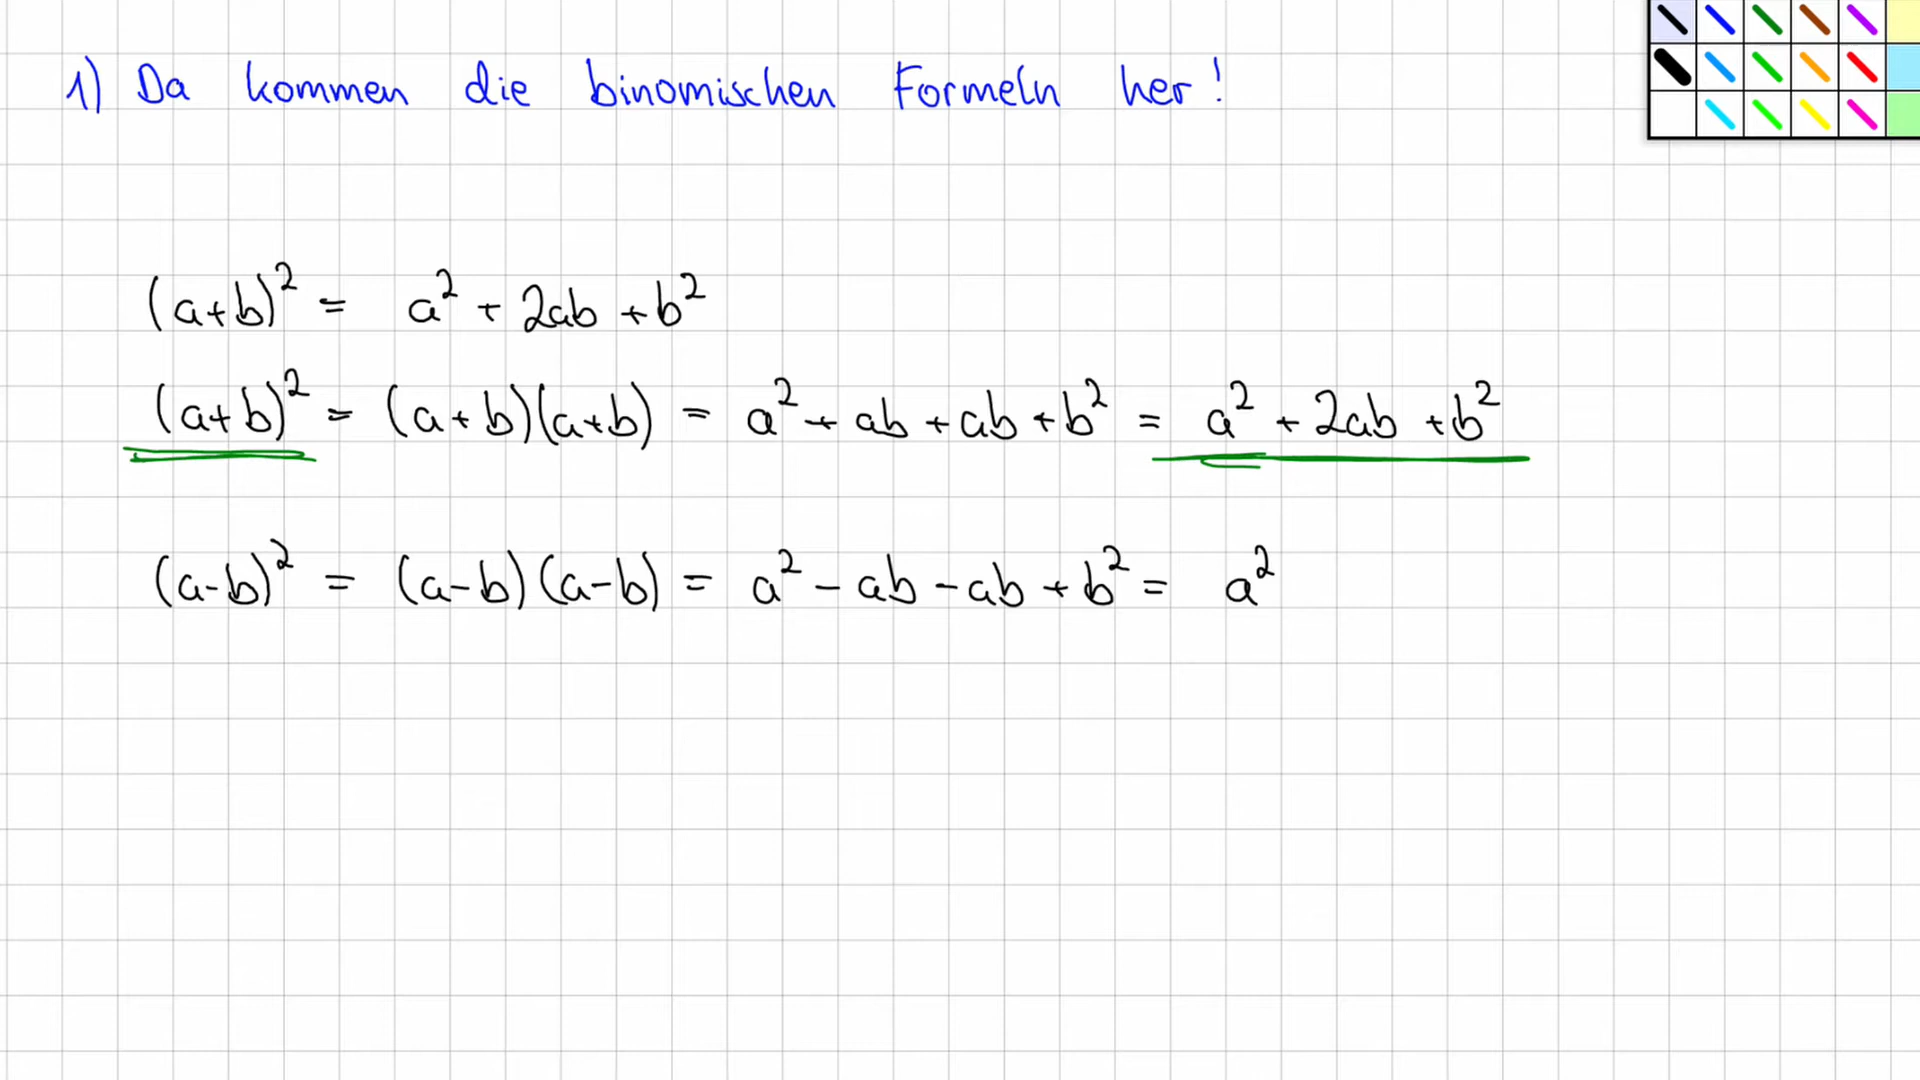 1) Da kommen die binomischen Formeln her!
(a+b)² = a² + 2ab + b²
(a+b)² = (a+b)(a+b) = a² + ab + ab + b² = a² + 2ab + b²
(a-b)² = (a-b)(a-b) = a² - ab - ab + b² = a²